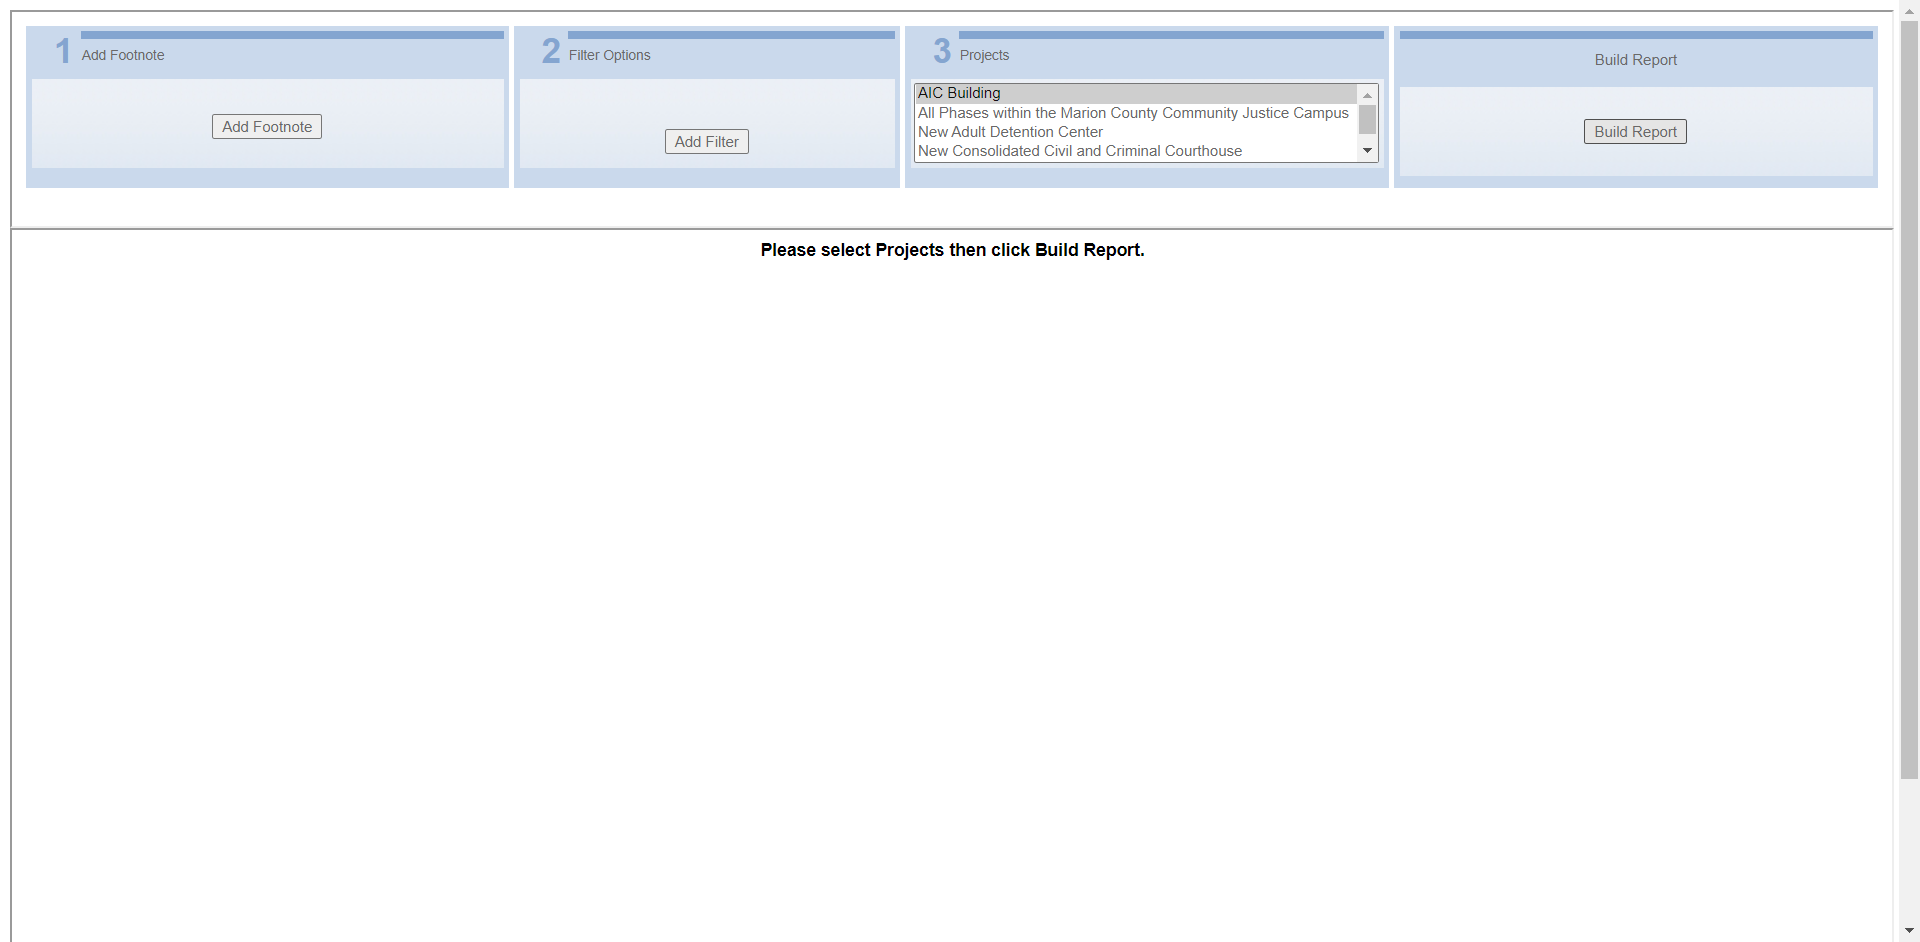 1 Add Footnote
Add Footnote
2 Filter Options
Add Filter
3 Projects
AIC Building
All Phases within the Marion County Community Justice Campus
New Adult Detention Center
New Consolidated Civil and Criminal Courthouse
Build Report
Build Report
Please select Projects then click Build Report.